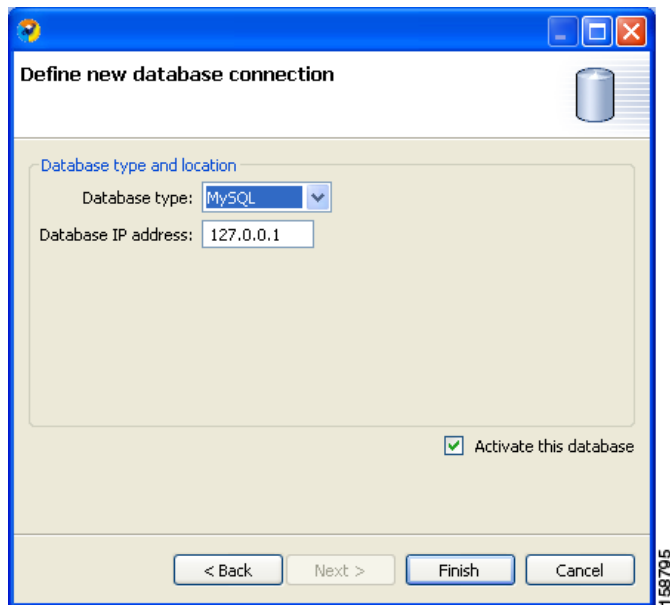 Define new database connection
Database type and location
Database type: MySQL
Database IP address: 127.0.0.1
Activate this database
< Back Next > Finish Cancel
158795